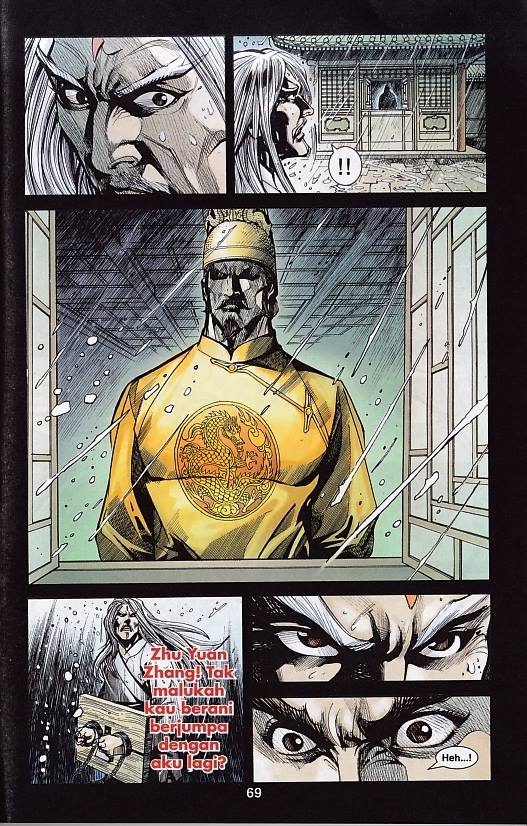 !!
Zhu Yuan
Zhang! Tak
malukah
kau berani
berjumpa
dengan
aku lagi?
Heh...!
69